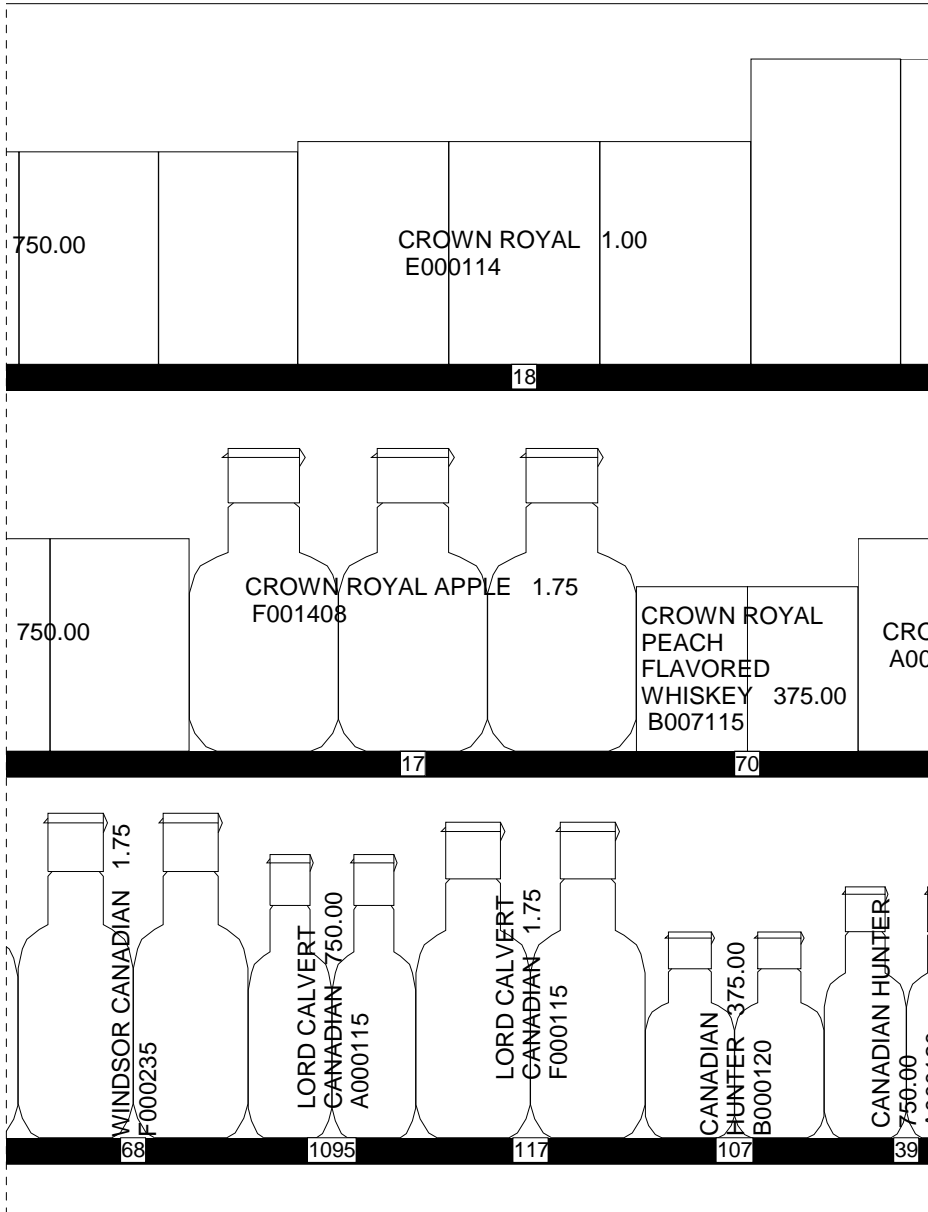 750.00
CROWN ROYAL 1.00
E000114
18
750.00
CROWN ROYAL APPLE 1.75
F001408
CROWN ROYAL
PEACH
FLAVORED
WHISKEY 375.00
B007115
CRO
A00
17
70
WINDSOR CANADIAN 1.75
F000235
LORD CALVERT
CANADIAN 750.00
A000115
LORD CALVERT
CANADIAN 1.75
F000115
CANADIAN
HUNTER 375.00
B000120
CANADIAN HUNTER
750.00
68
1095
117
107
39